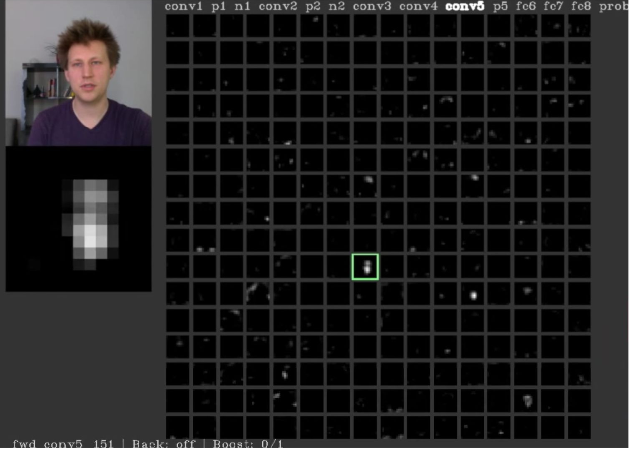 conv1 p1 n1 conv2 p2 n2 conv3 conv4 conv5 p5 fc6 fc7 fc8 prob
fwd conv5_151 | Back: off | Boost: 0/1